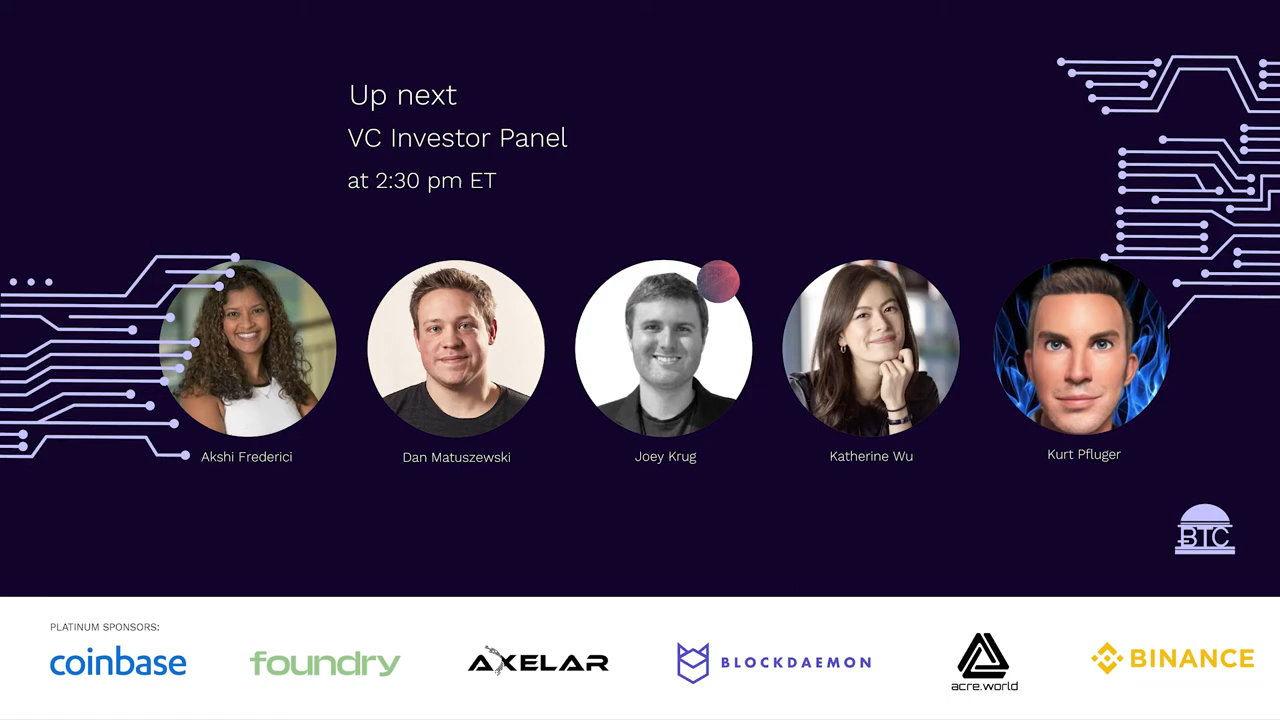 Up next
VC Investor Panel
at 2:30 pm ET
Akshi Frederici
Dan Matuszewski
Joey Krug
Katherine Wu
Kurt Pfluger
BTC
PLATINUM SPONSORS:
coinbase
foundry
AXELAR
BLOCKDAEMON
acre.world
BINANCE